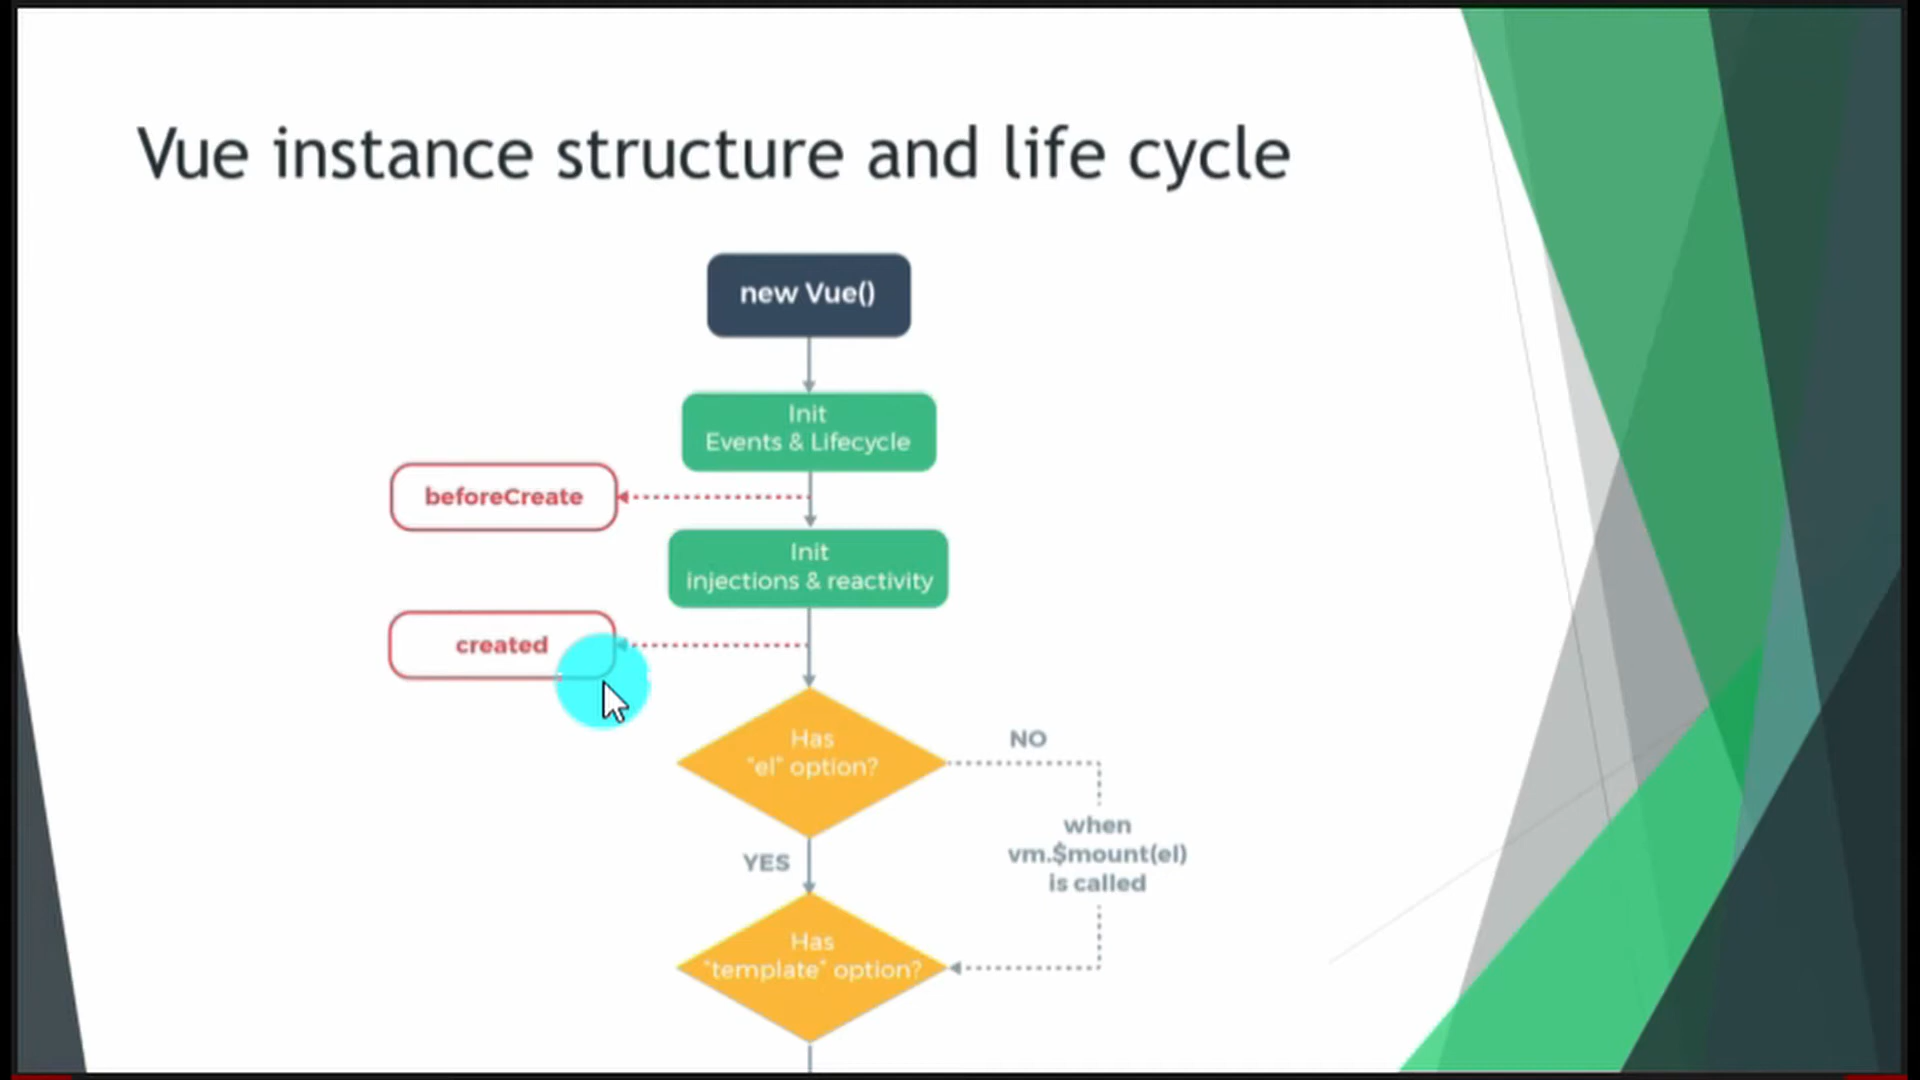 Vue instance structure and life cycle
new Vue()
Init
Events & Lifecycle
beforeCreate
Init
injections & reactivity
created
Has
"el" option?
NO
when
vm.$mount(el)
is called
YES
Has
"template" option?